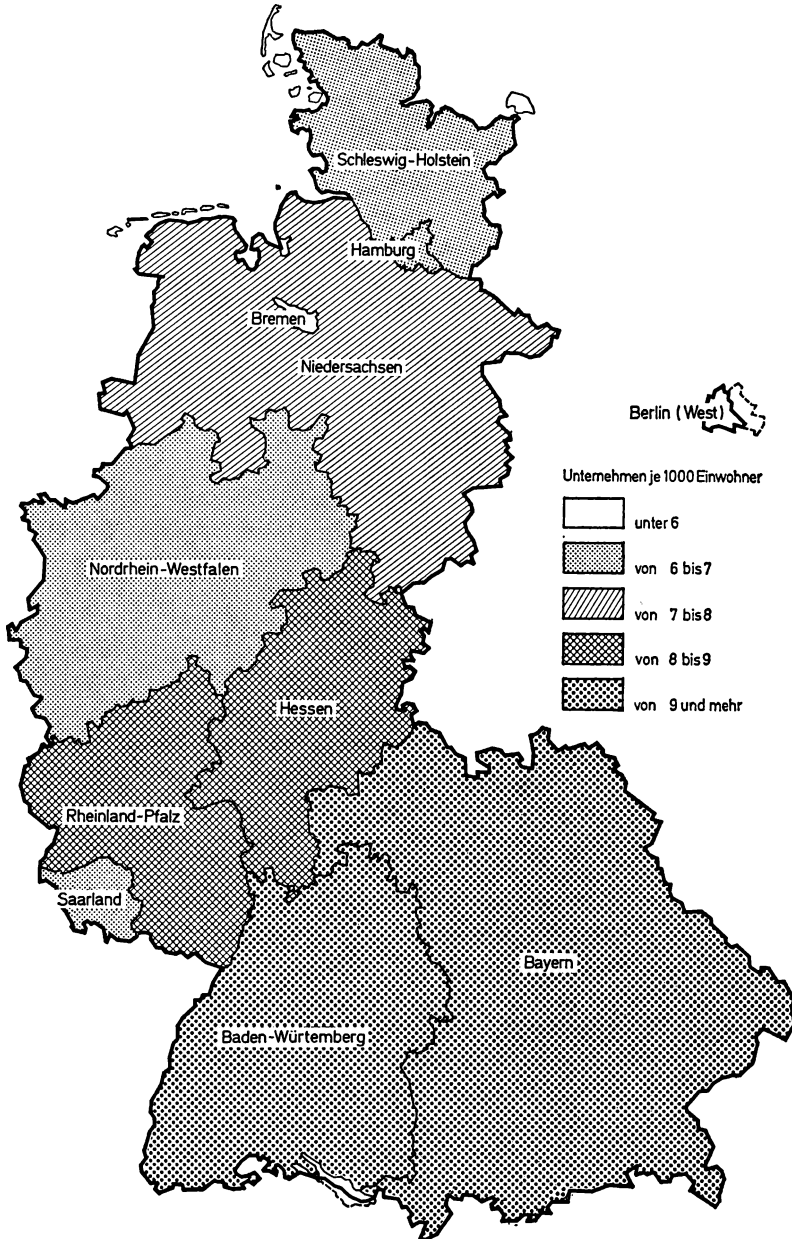 Schleswig-Holstein
Hamburg
Bremen
Niedersachsen
Berlin (West)
Unternehmen je 1000 Einwohner
unter 6
von 6 bis 7
von 7 bis 8
von 8 bis 9
von 9 und mehr
Nordrhein-Westfalen
Hessen
Rheinland-Pfalz
Saarland
Bayern
Baden-Würtemberg